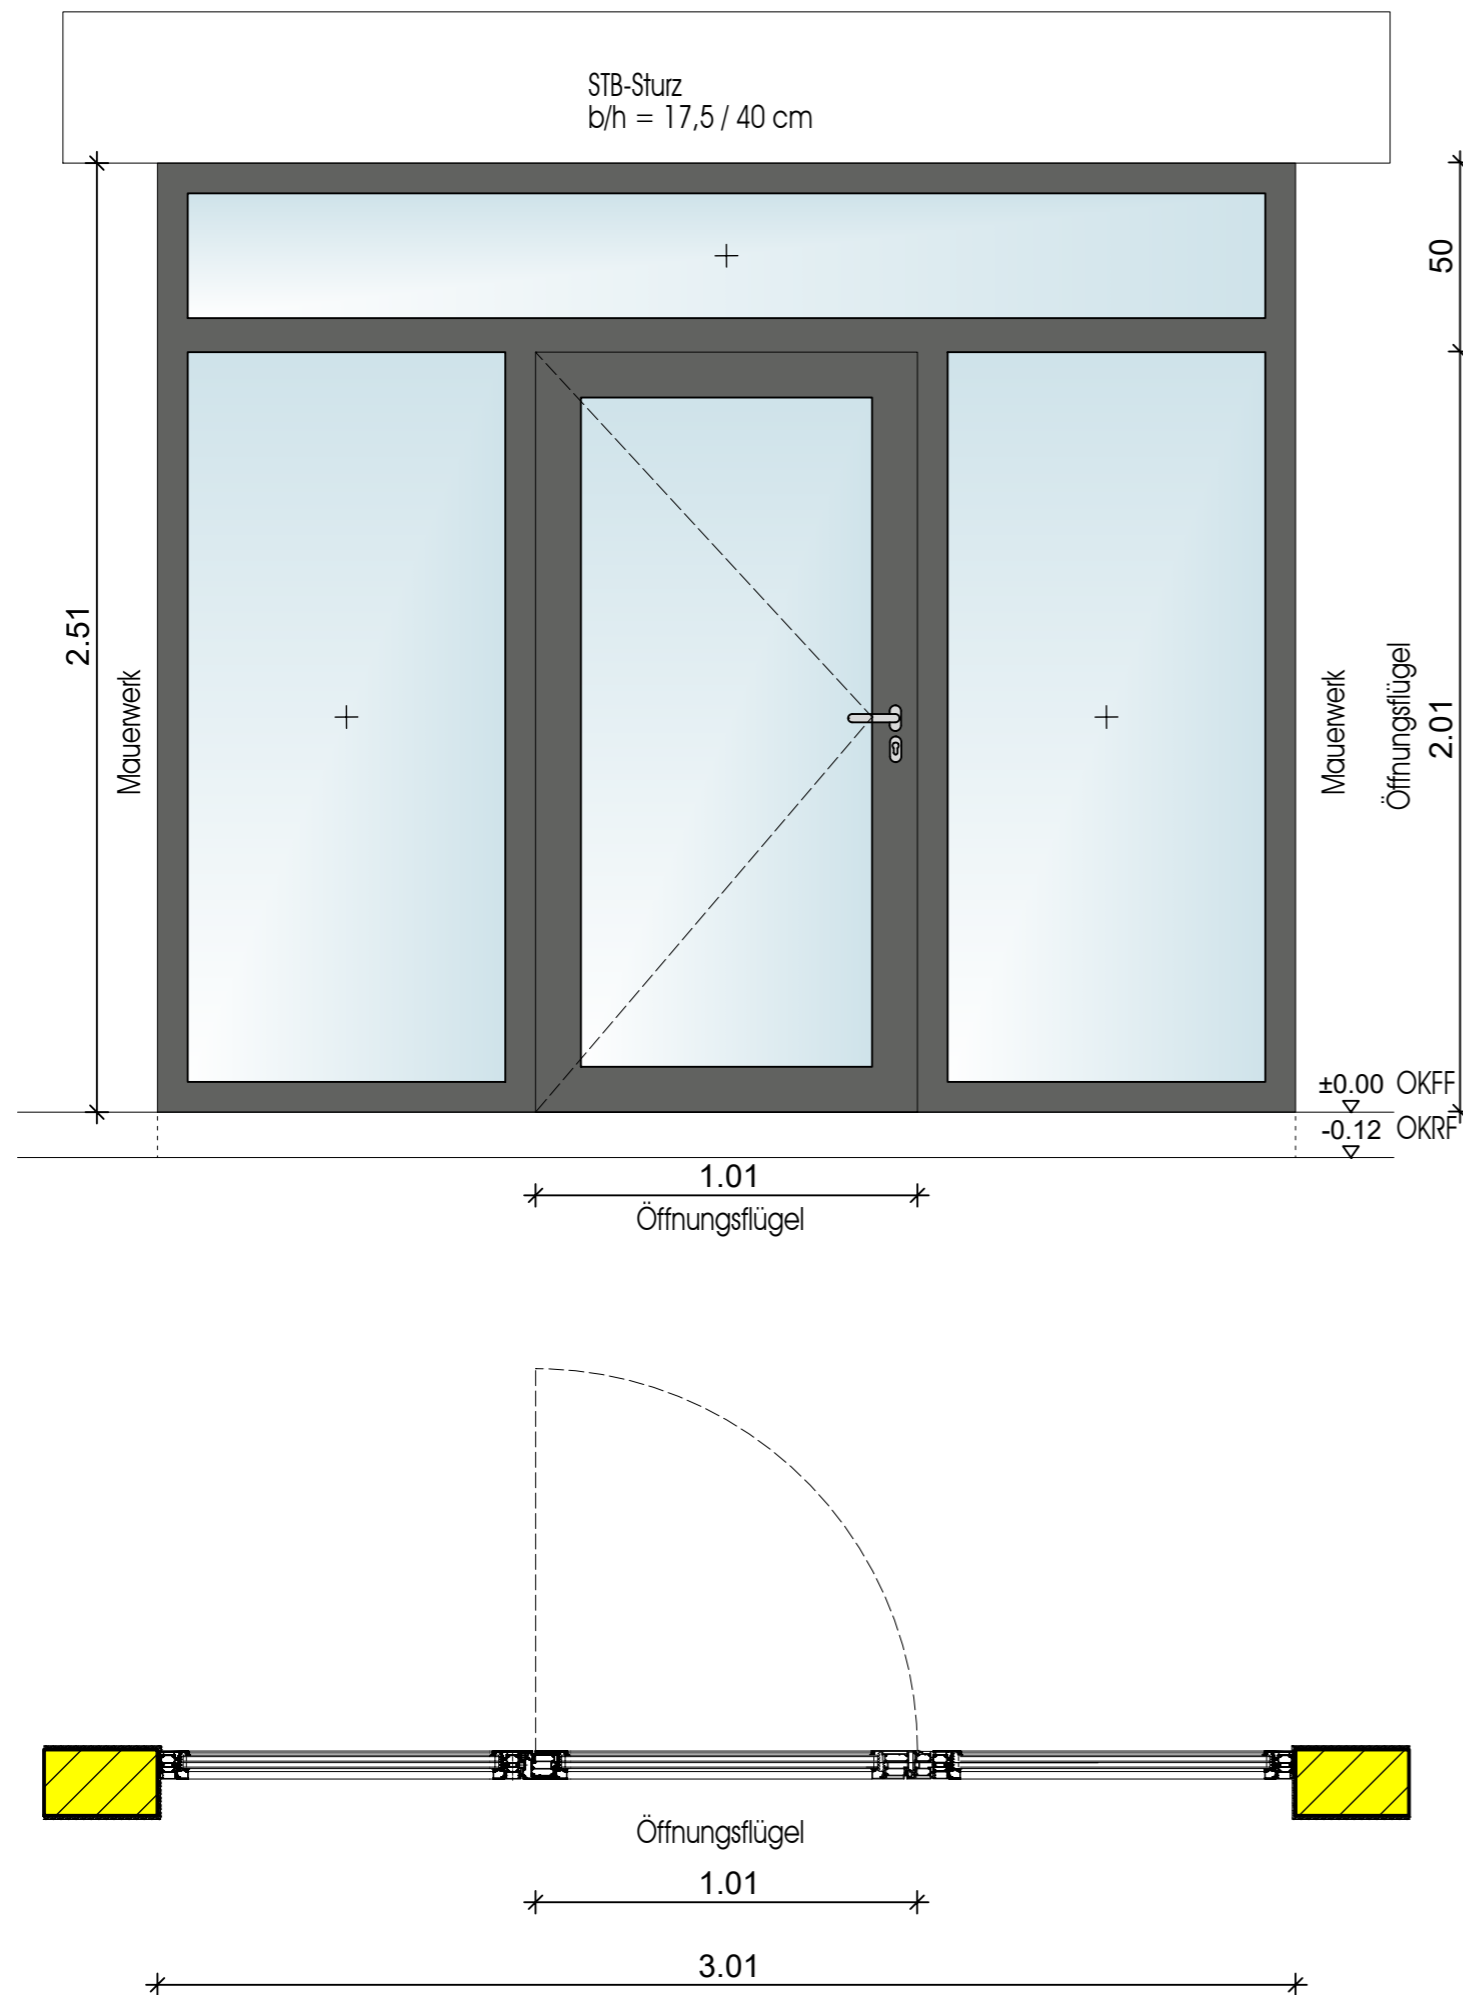 STB-Sturz
b/h = 17,5 / 40 cm
50
2.51
Mauerwerk
Mauerwerk
Öffnungsflügel
2.01
±0.00 OKFF
-0.12 OKRF
1.01
Öffnungsflügel
Öffnungsflügel
1.01
3.01